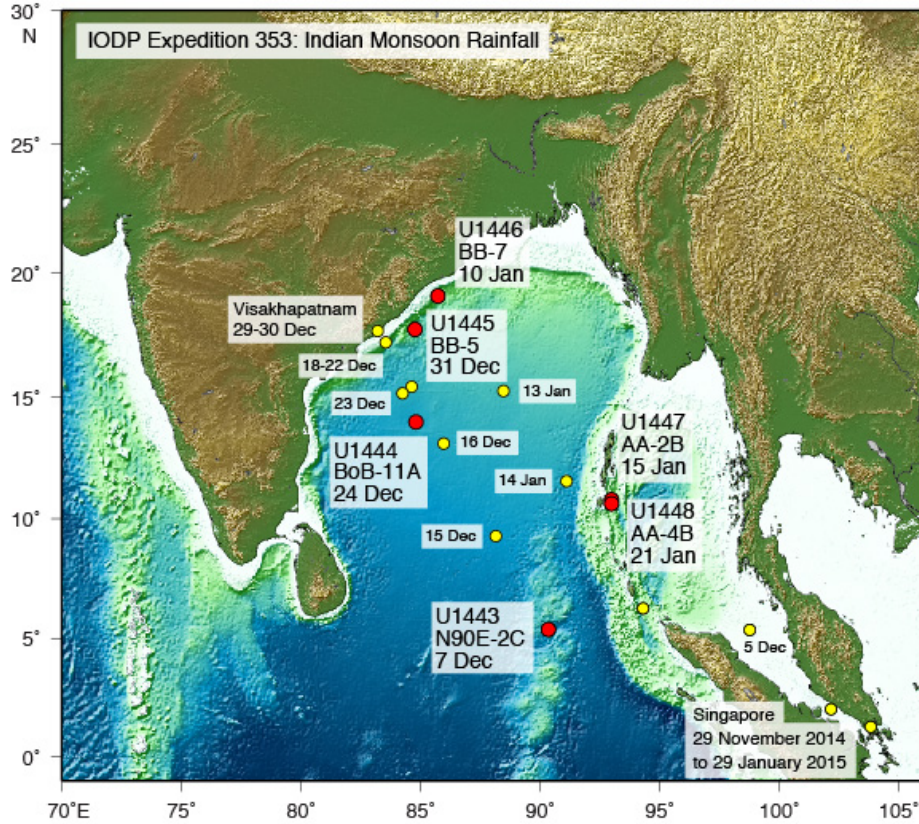 30°
N
IODP Expedition 353: Indian Monsoon Rainfall
25°
20°
15°
10°
5°
0°
U1446
BB-7
10 Jan
Visakhapatnam
29-30 Dec
U1445
BB-5
31 Dec
18-22 Dec
23 Dec
13 Jan
U1444
BoB-11A
24 Dec
16 Dec
U1447
AA-2B
15 Jan
14 Jan
U1448
AA-4B
21 Jan
15 Dec
U1443
N90E-2C
7 Dec
5 Dec
Singapore
29 November 2014
to 29 January 2015
70°E
75°
80°
85°
90°
95°
100°
105°